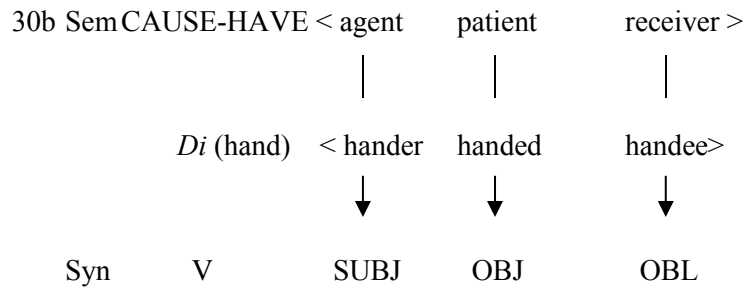 30b Sem CAUSE-HAVE < agent patient receiver >
Di (hand) < hander handed handee>
Syn V SUBJ OBJ OBL